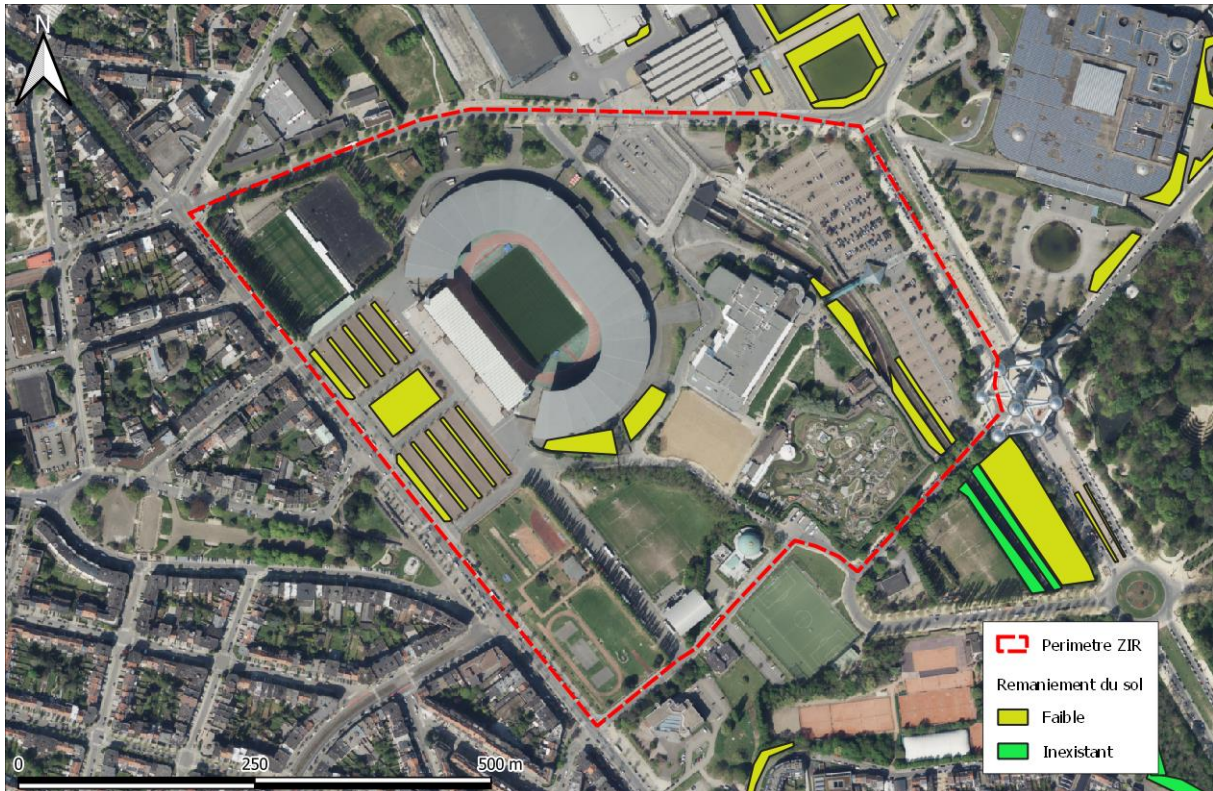 N
Perimetre ZIR
Remaniement du sol
Faible
Inexistant
0 250 500 m